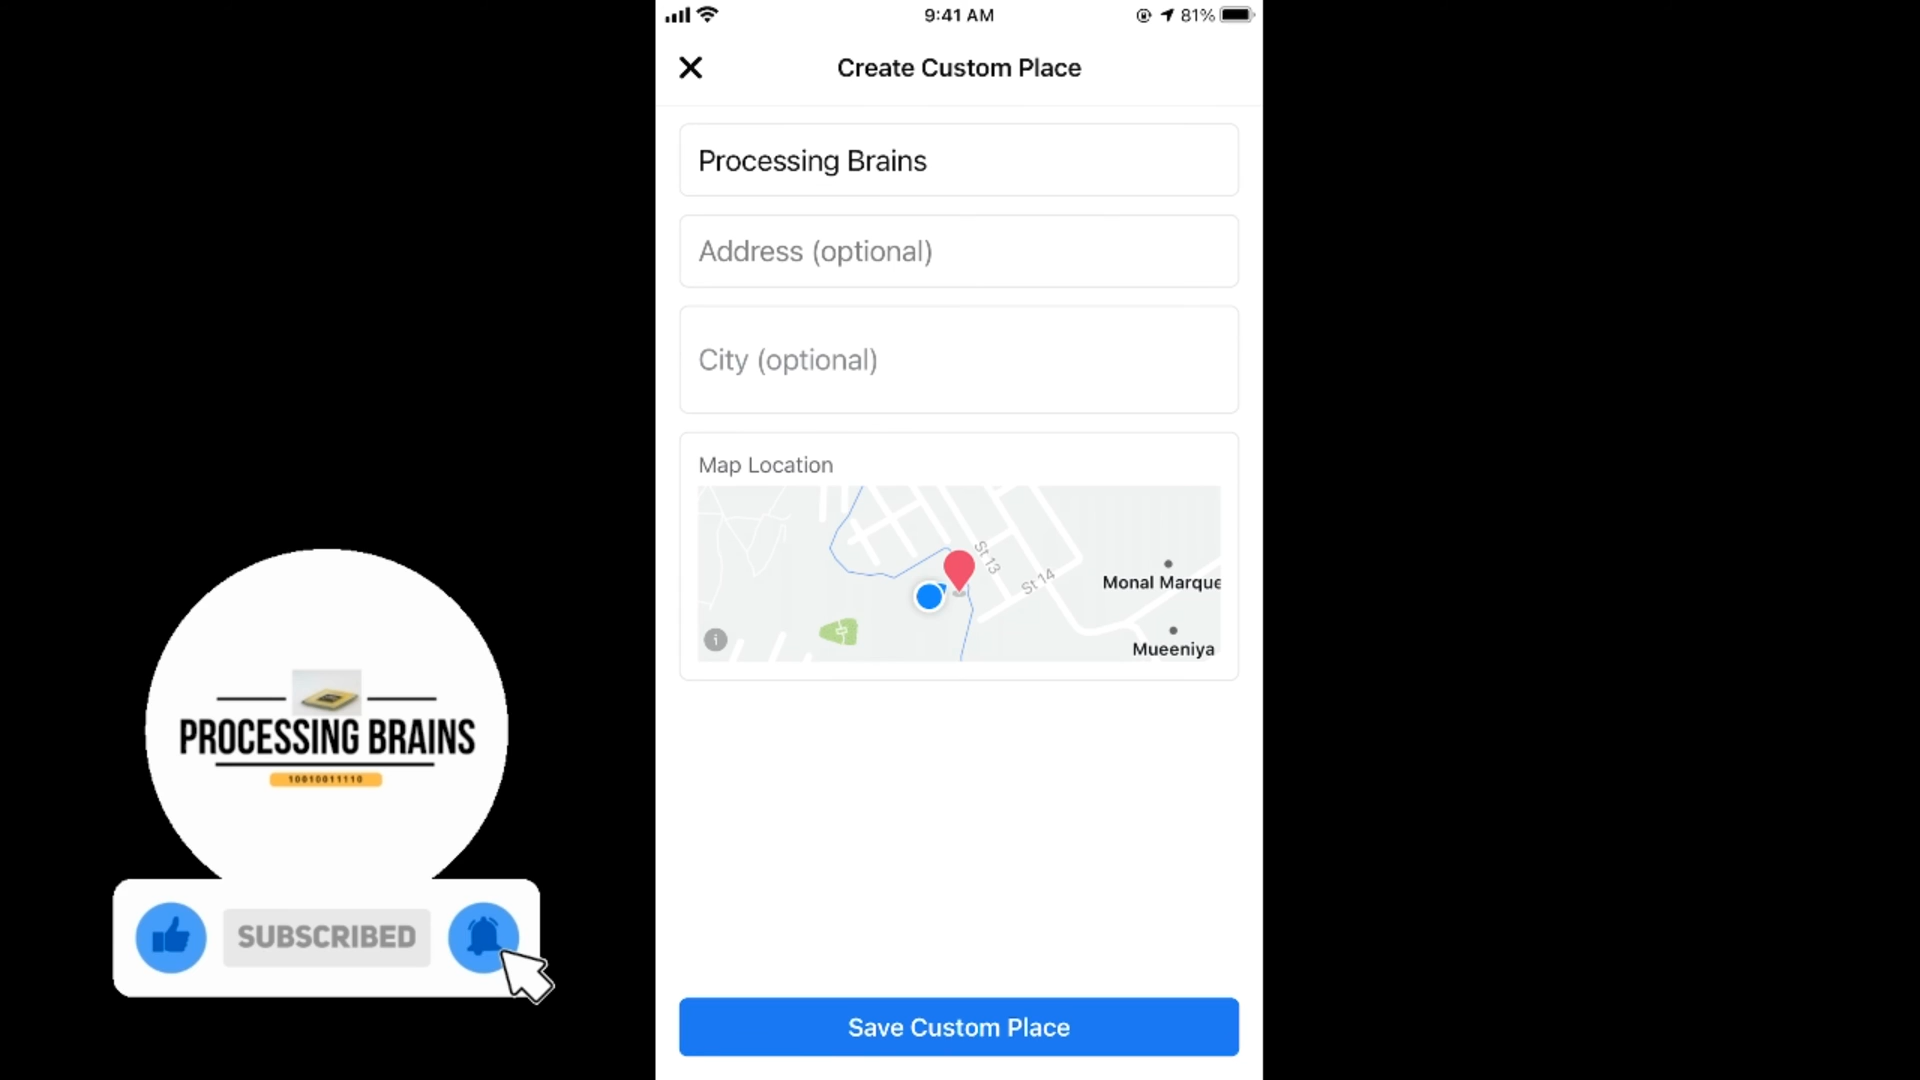 9:41 AM
81%
Create Custom Place
Processing Brains
Address (optional)
City (optional)
Map Location
St 13
St 14
Monal Marque
Mueeniya
PROCESSING BRAINS
10010011110
SUBSCRIBED
Save Custom Place